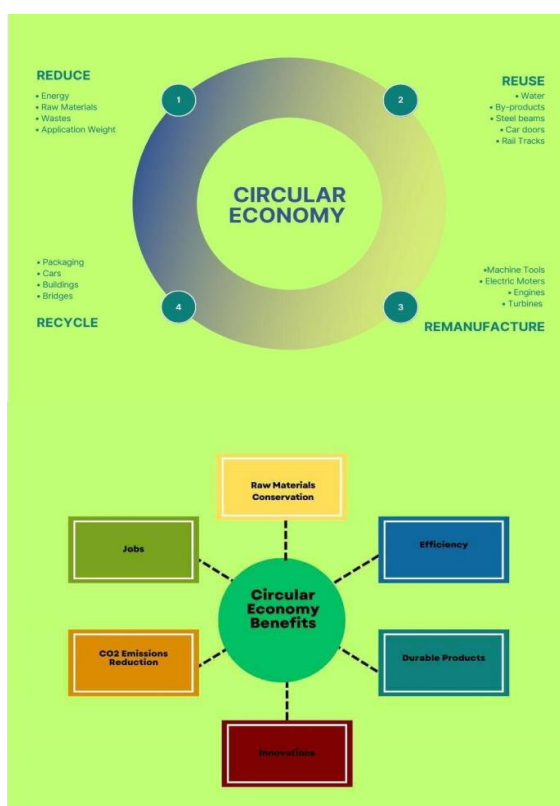 REDUCE
• Energy
• Raw Materials
• Wastes
• Application Weight
1
2
REUSE
• Water
• By-products
• Steel beams
• Car doors
• Rail Tracks
CIRCULAR
ECONOMY
• Packaging
• Cars
• Buildings
• Bridges
RECYCLE
4
3
•Machine Tools
• Electric Moters
• Engines
• Turbines
REMANUFACTURE
Raw Materials
Conservation
Jobs
Efficiency
Circular
Economy
Benefits
CO2 Emissions
Reduction
Durable Products
Innovations